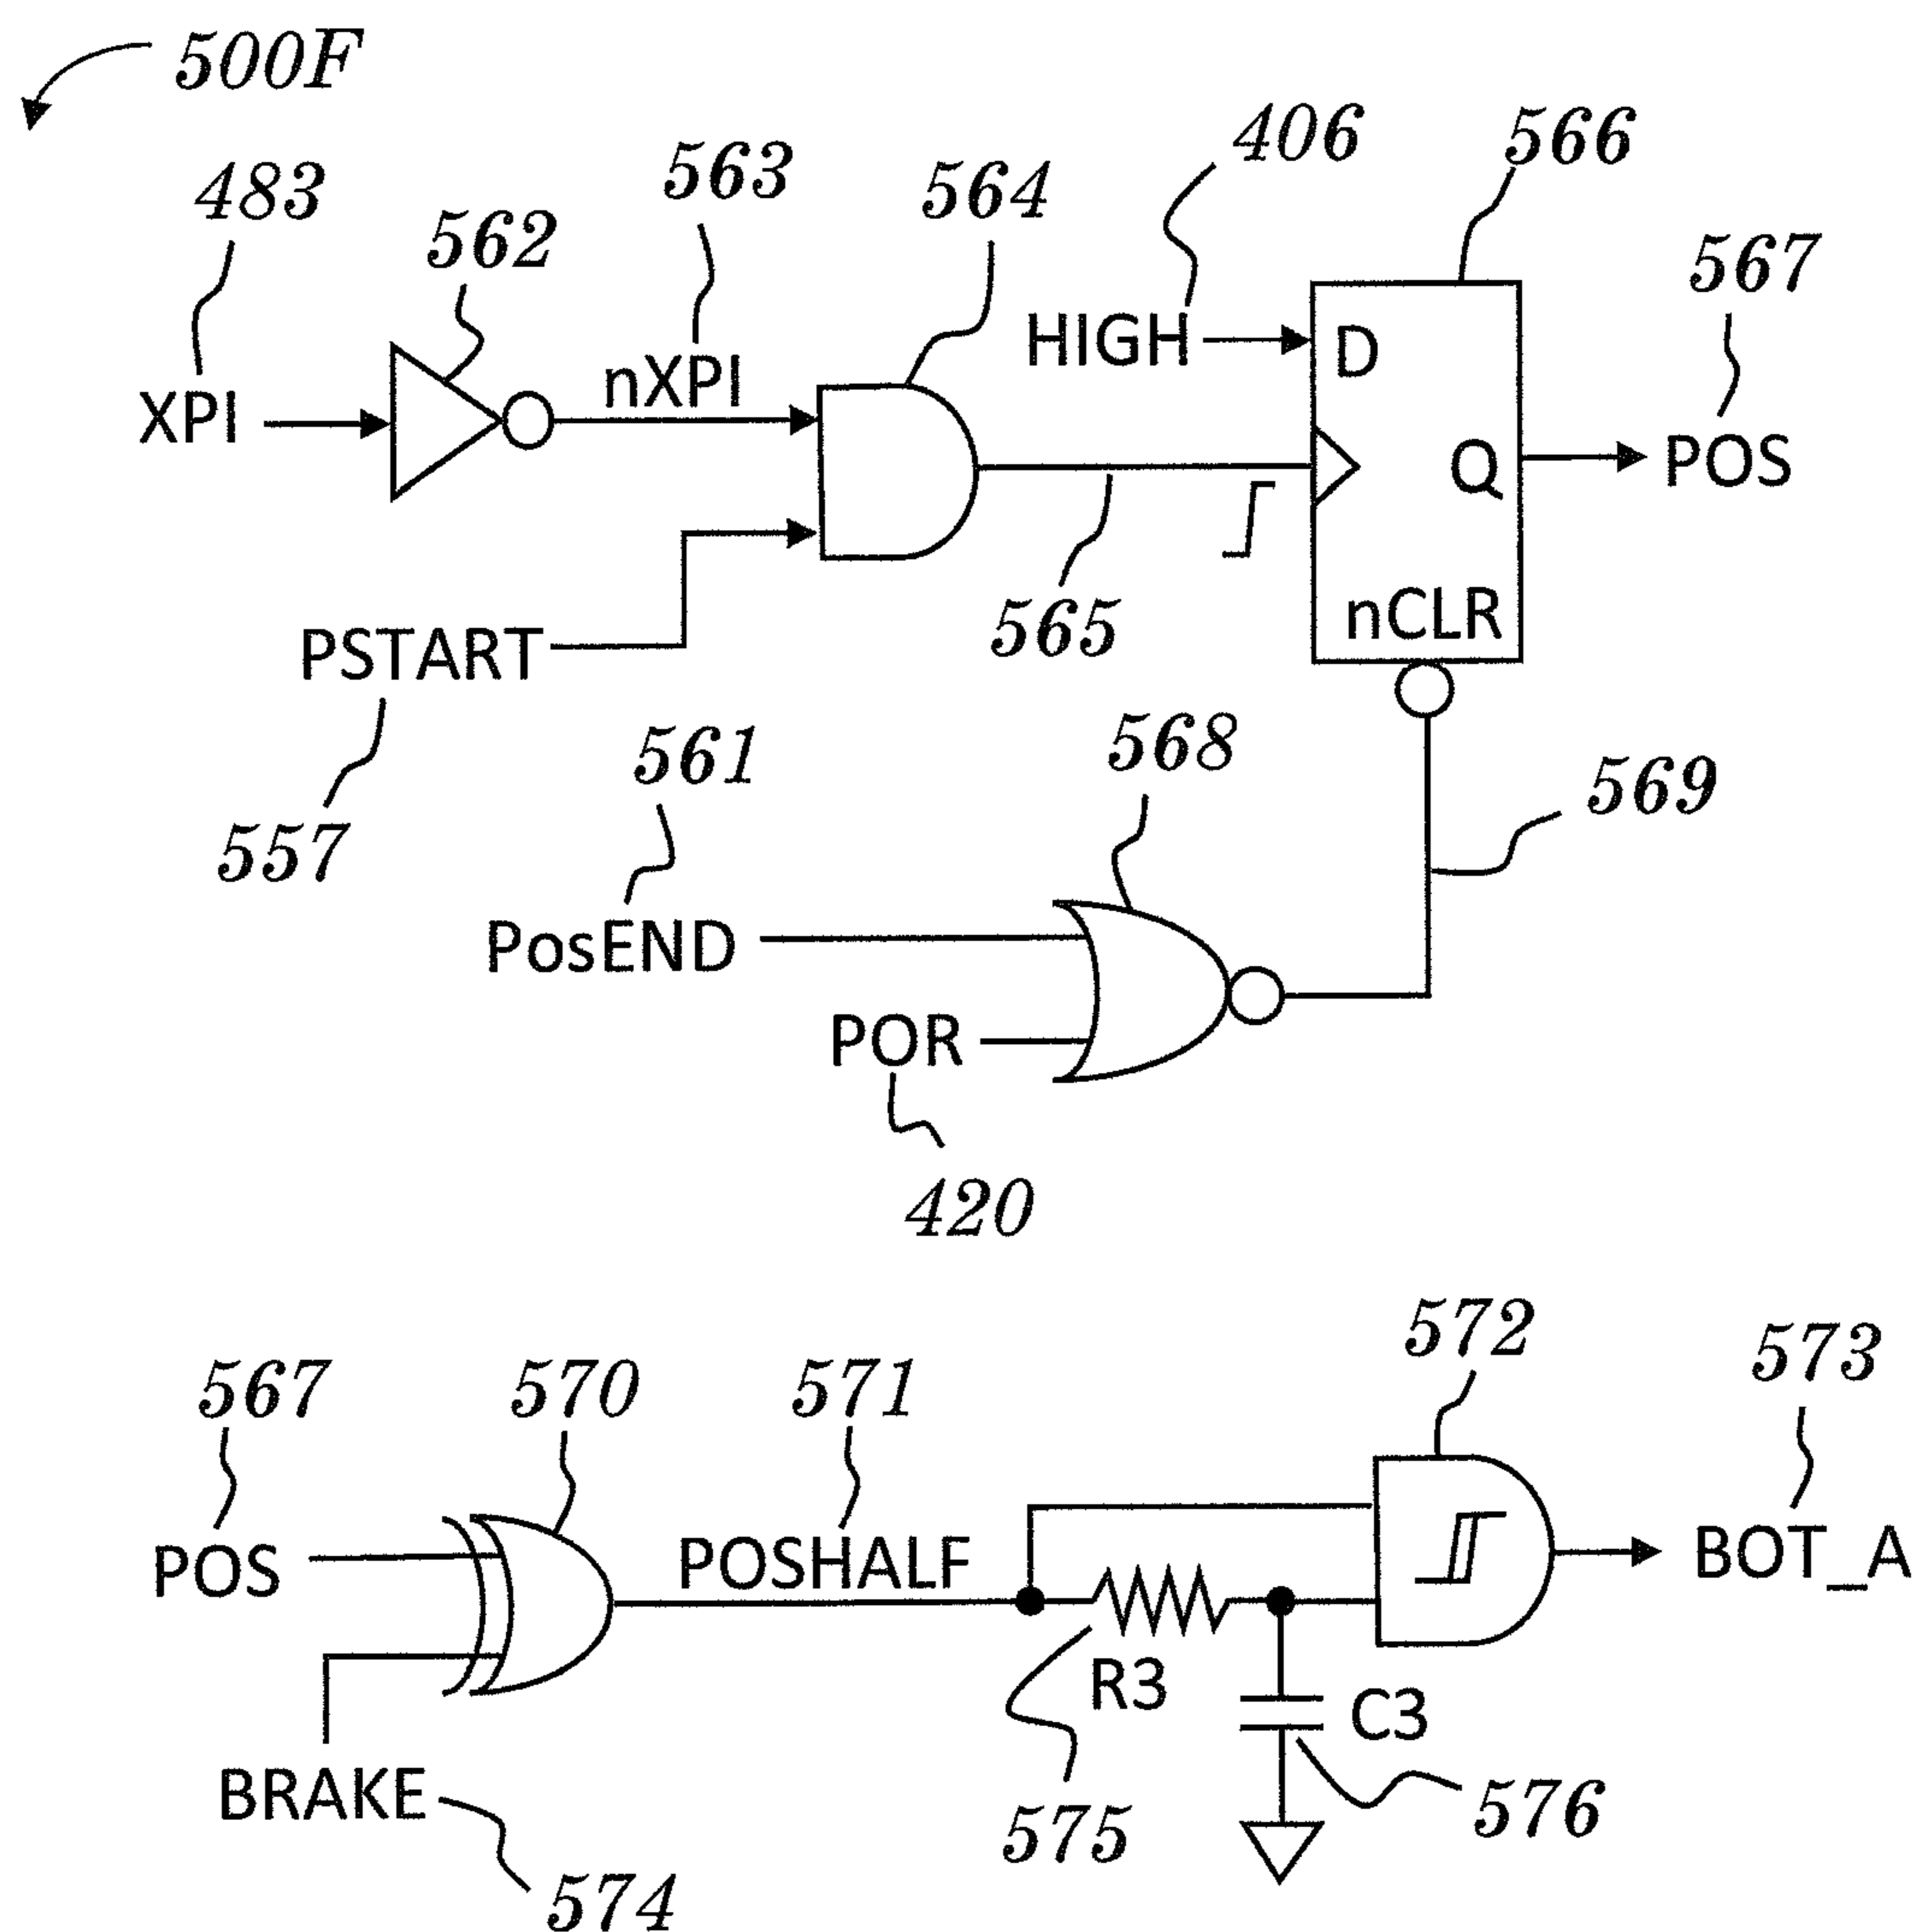 500F
406
566
563
564
483
562
567
HIGH
D
nXPI
XPI
Q
POS
nCLR
565
PSTART
561
568
569
557
PosEND
POR
420
572
573
567
570
571
POS
POSHALF
BOT_A
R3
C3
BRAKE
575
576
574